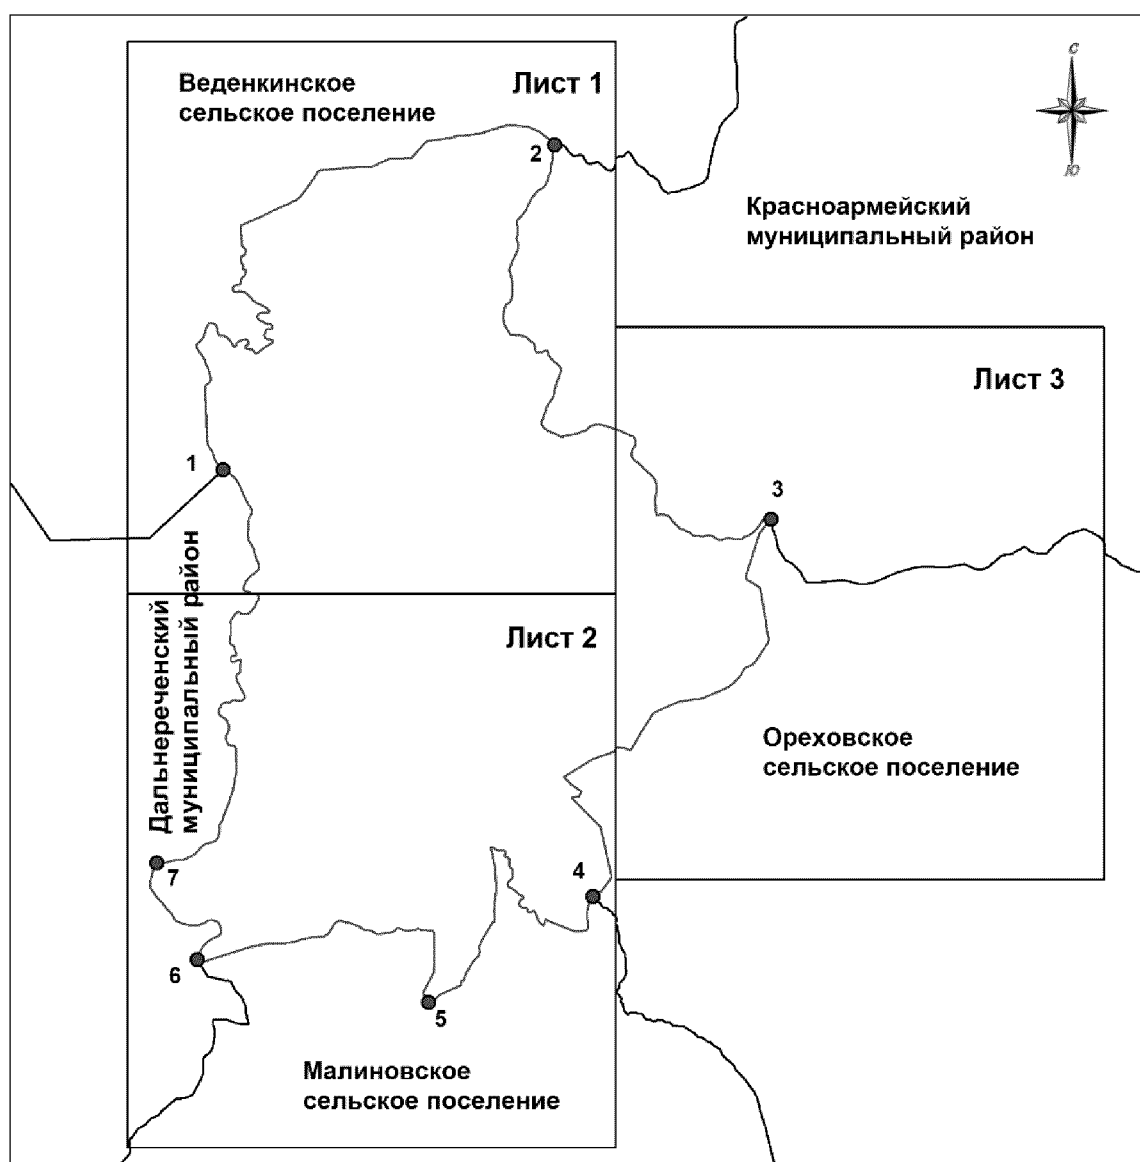 Веденкинское
сельское поселение
Лист 1
С
Ю
2
Красноармейский
муниципальный район
Лист 3
1
3
Дальнереченский
муниципальный район
Лист 2
Ореховское
сельское поселение
7
4
6
5
Малиновское
сельское поселение